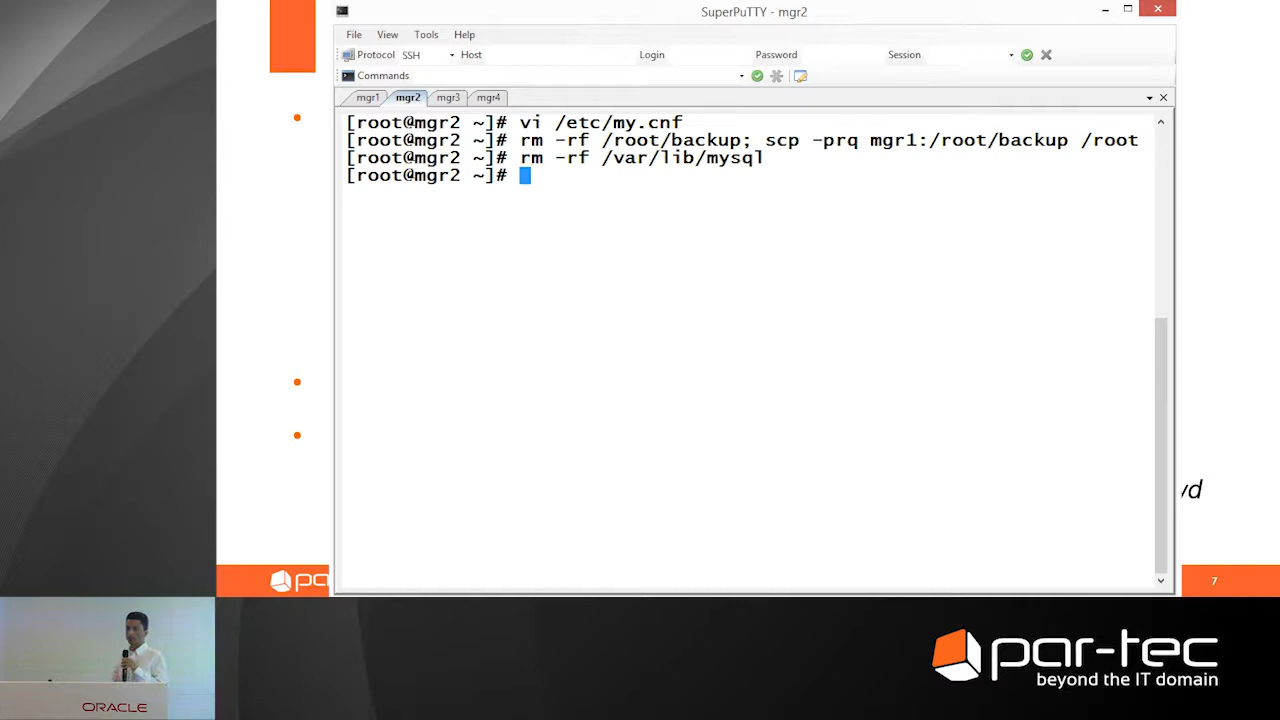 SuperPuTTY - mgr2
File View Tools Help
Protocol SSH Host Login Password Session
Commands
mgr1 mgr2 mgr3 mgr4
[root@mgr2 ~]# vi /etc/my.cnf
[root@mgr2 ~]# rm -rf /root/backup; scp -prq mgr1:/root/backup /root
[root@mgr2 ~]# rm -rf /var/lib/mysql
[root@mgr2 ~]#
7
par-tec
beyond the IT domain
ORACLE